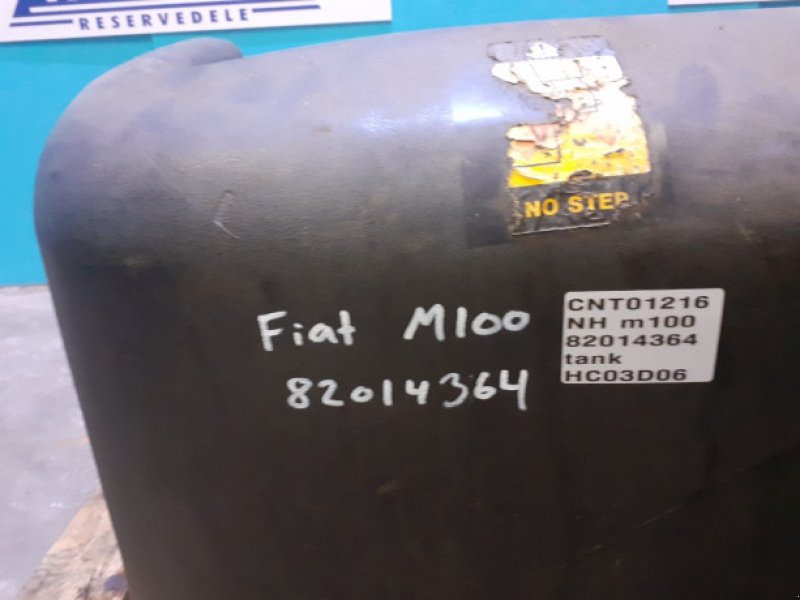 RESERVEDELE
NO STEP
Fiat M100
82014364
CNT01216
NH m100
82014364
tank
HC03D06